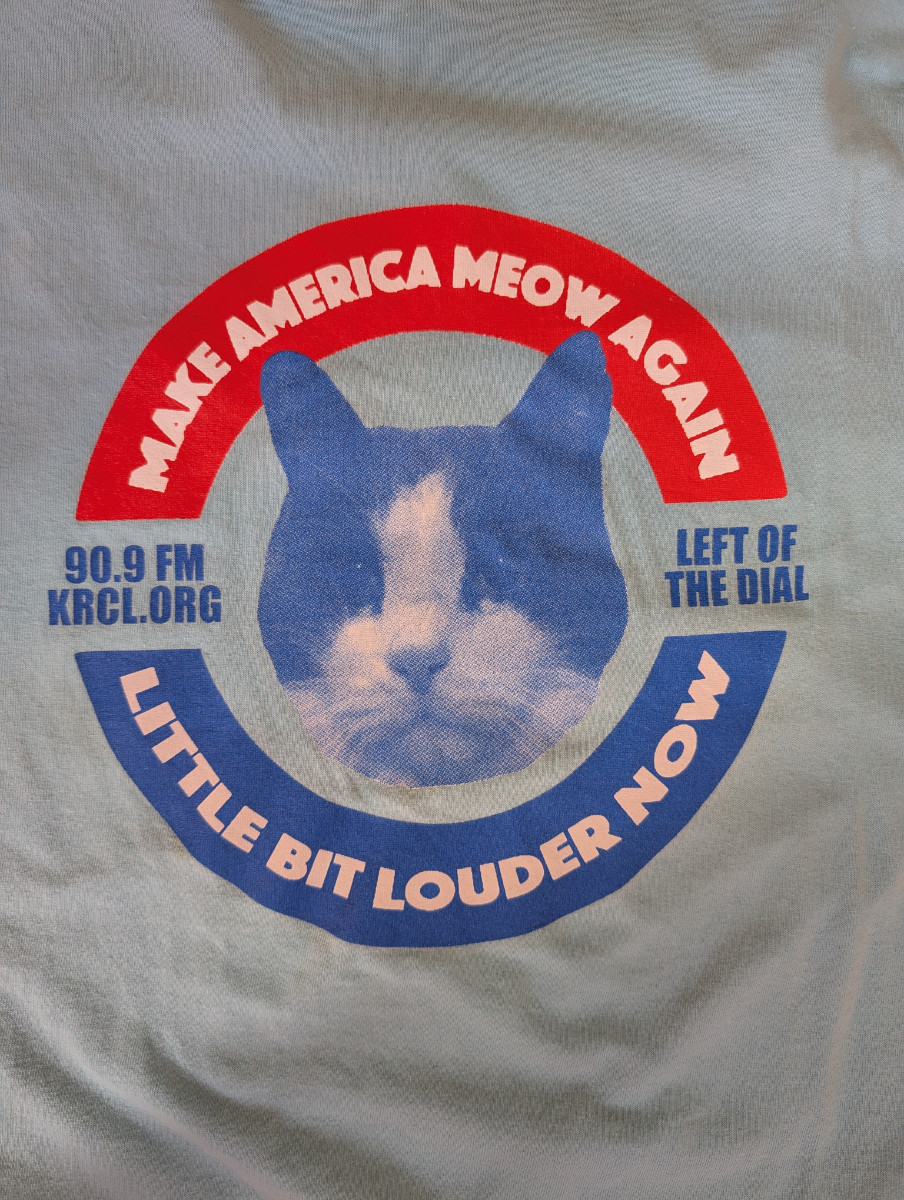 MAKE AMERICA MEOW AGAIN
90.9 FM
KRCL.ORG
LEFT OF
THE DIAL
LITTLE BIT LOUDER NOW